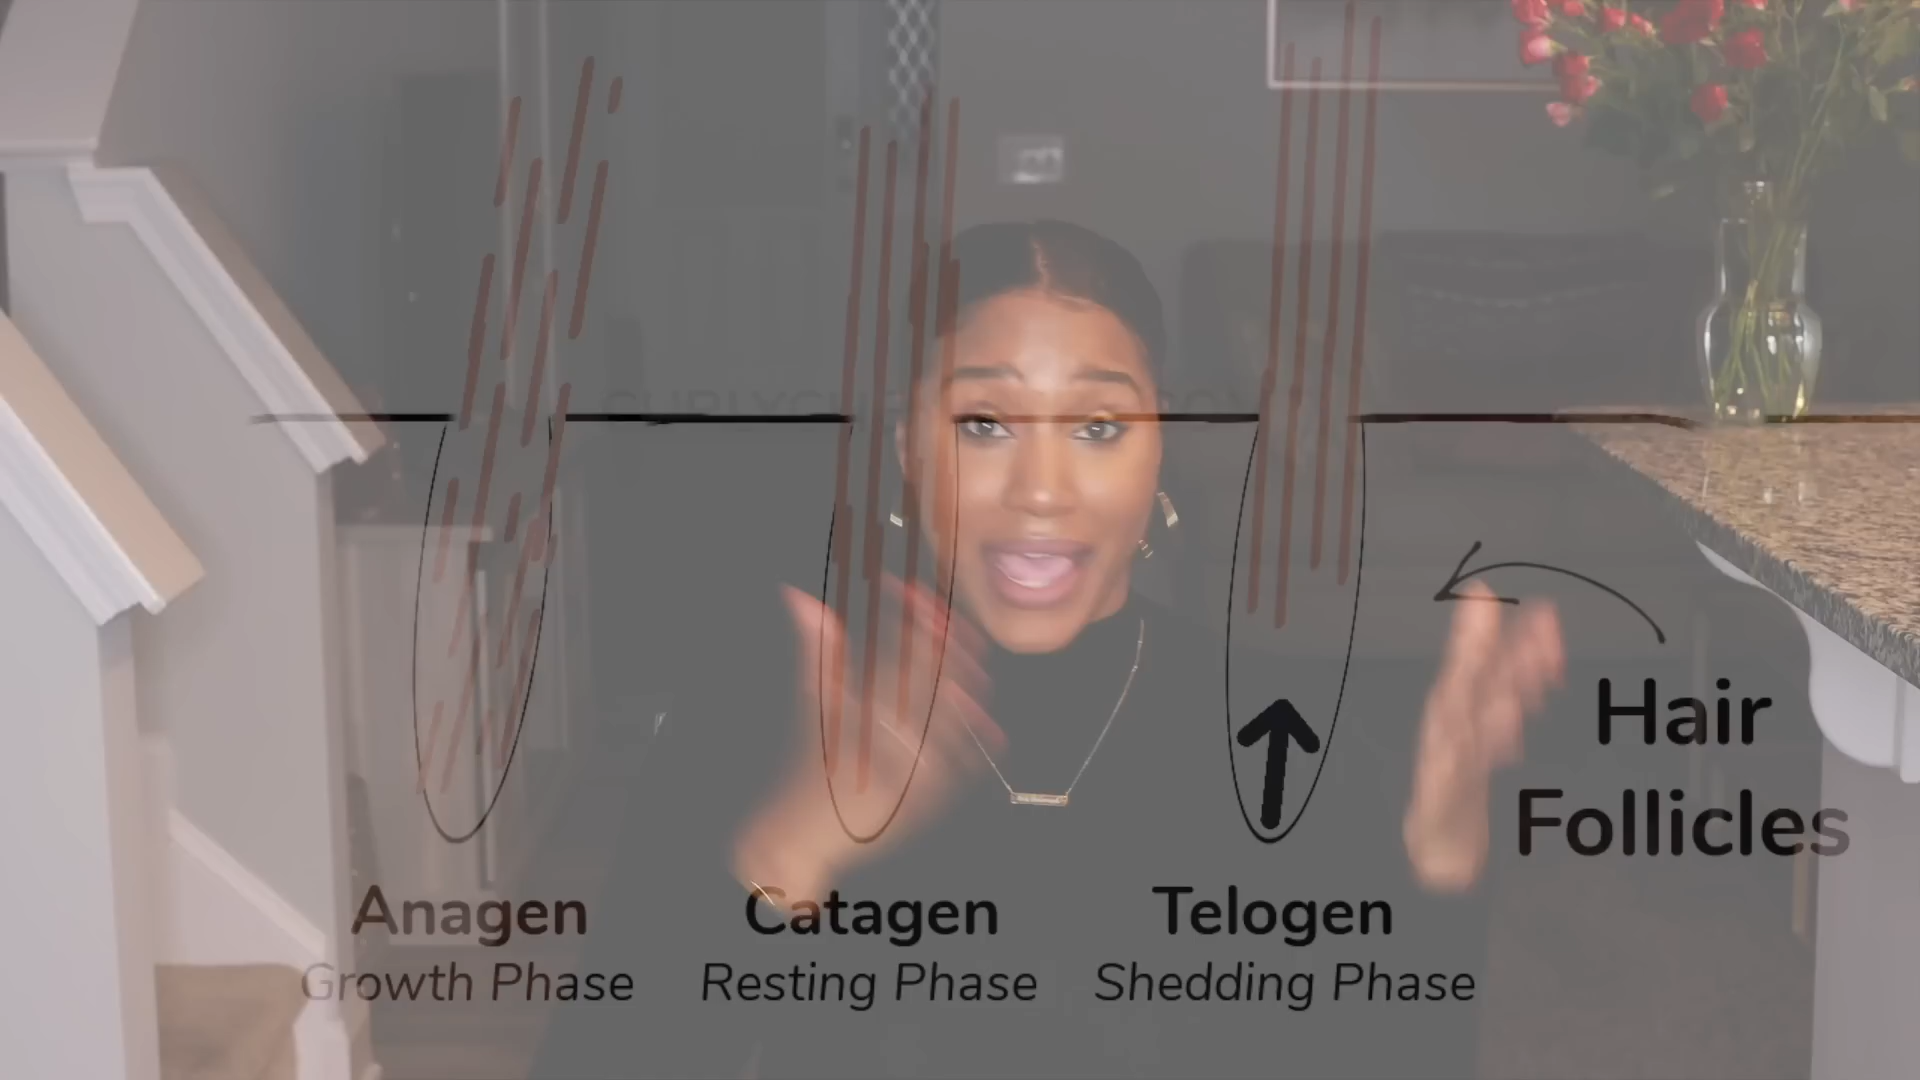 Hair
Follicles
Anagen
Catagen
Telogen
Growth Phase
Resting Phase
Shedding Phase